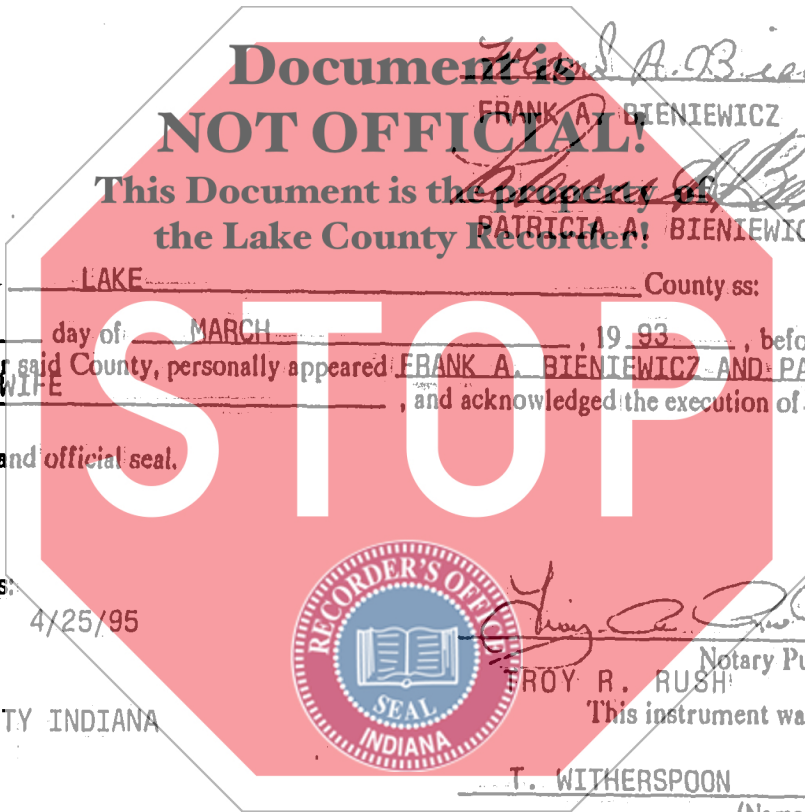 Document is
NOT OFFICIAL!
This Document is the property of
the Lake County Recorder!
FRANK A. BIENIEWICZ
PATRICIA A. BIENIEWIC
LAKE County ss:
day of MARCH , 19 93 , befo
r said County, personally appeared FRANK A. BIENIEWICZ AND PA
WIFE , and acknowledged the execution of
and official seal.
STOP
s:
4/25/95
RECORDER'S OFFICE
SEAL
INDIANA
Notary Pu
TROY R. RUSH
TY INDIANA
This instrument wa
T. WITHERSPOON
(Name